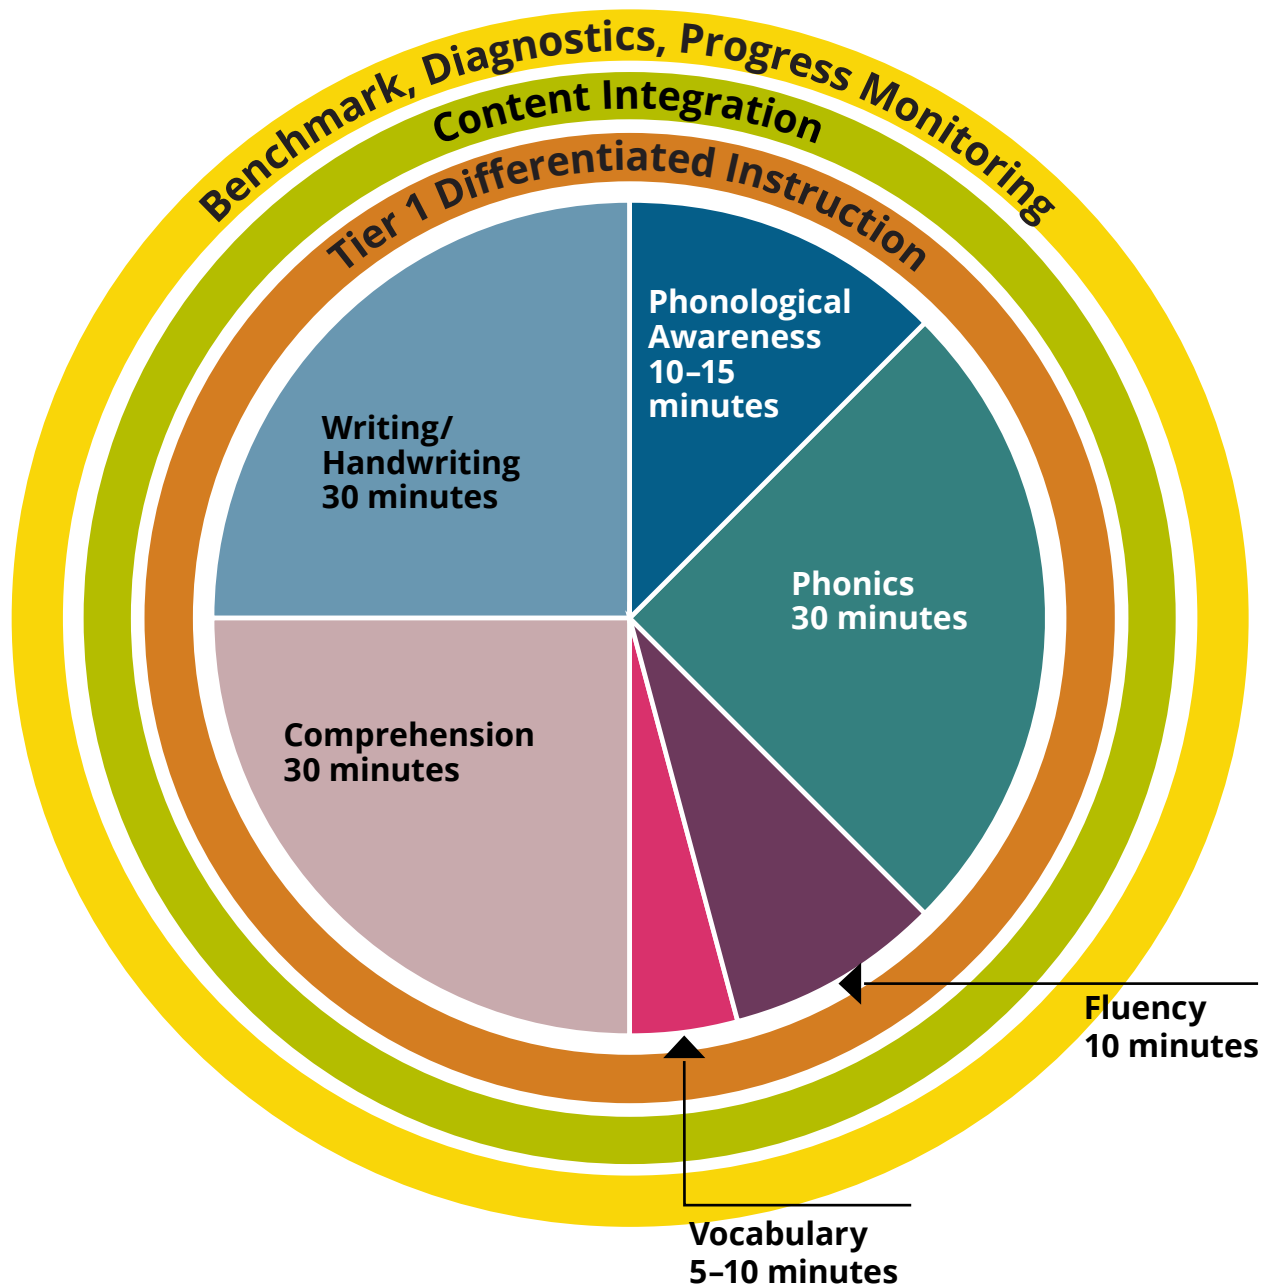 Benchmark, Diagnostics, Progress Monitoring
Content Integration
Tier 1 Differentiated Instruction
Phonological
Awareness
10–15
minutes
Phonics
30 minutes
Writing/
Handwriting
30 minutes
Comprehension
30 minutes
Fluency
10 minutes
Vocabulary
5–10 minutes